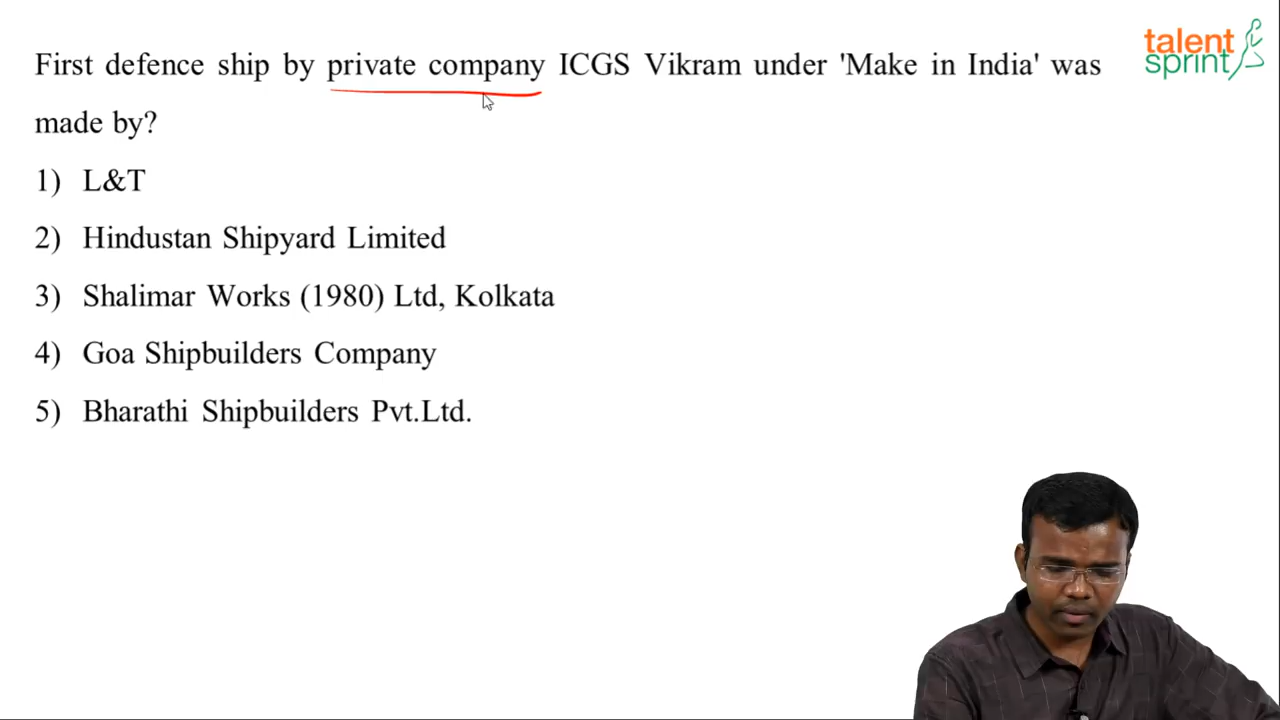 talent
sprint
First defence ship by private company ICGS Vikram under 'Make in India' was
made by?
1) L&T
2) Hindustan Shipyard Limited
3) Shalimar Works (1980) Ltd, Kolkata
4) Goa Shipbuilders Company
5) Bharathi Shipbuilders Pvt.Ltd.